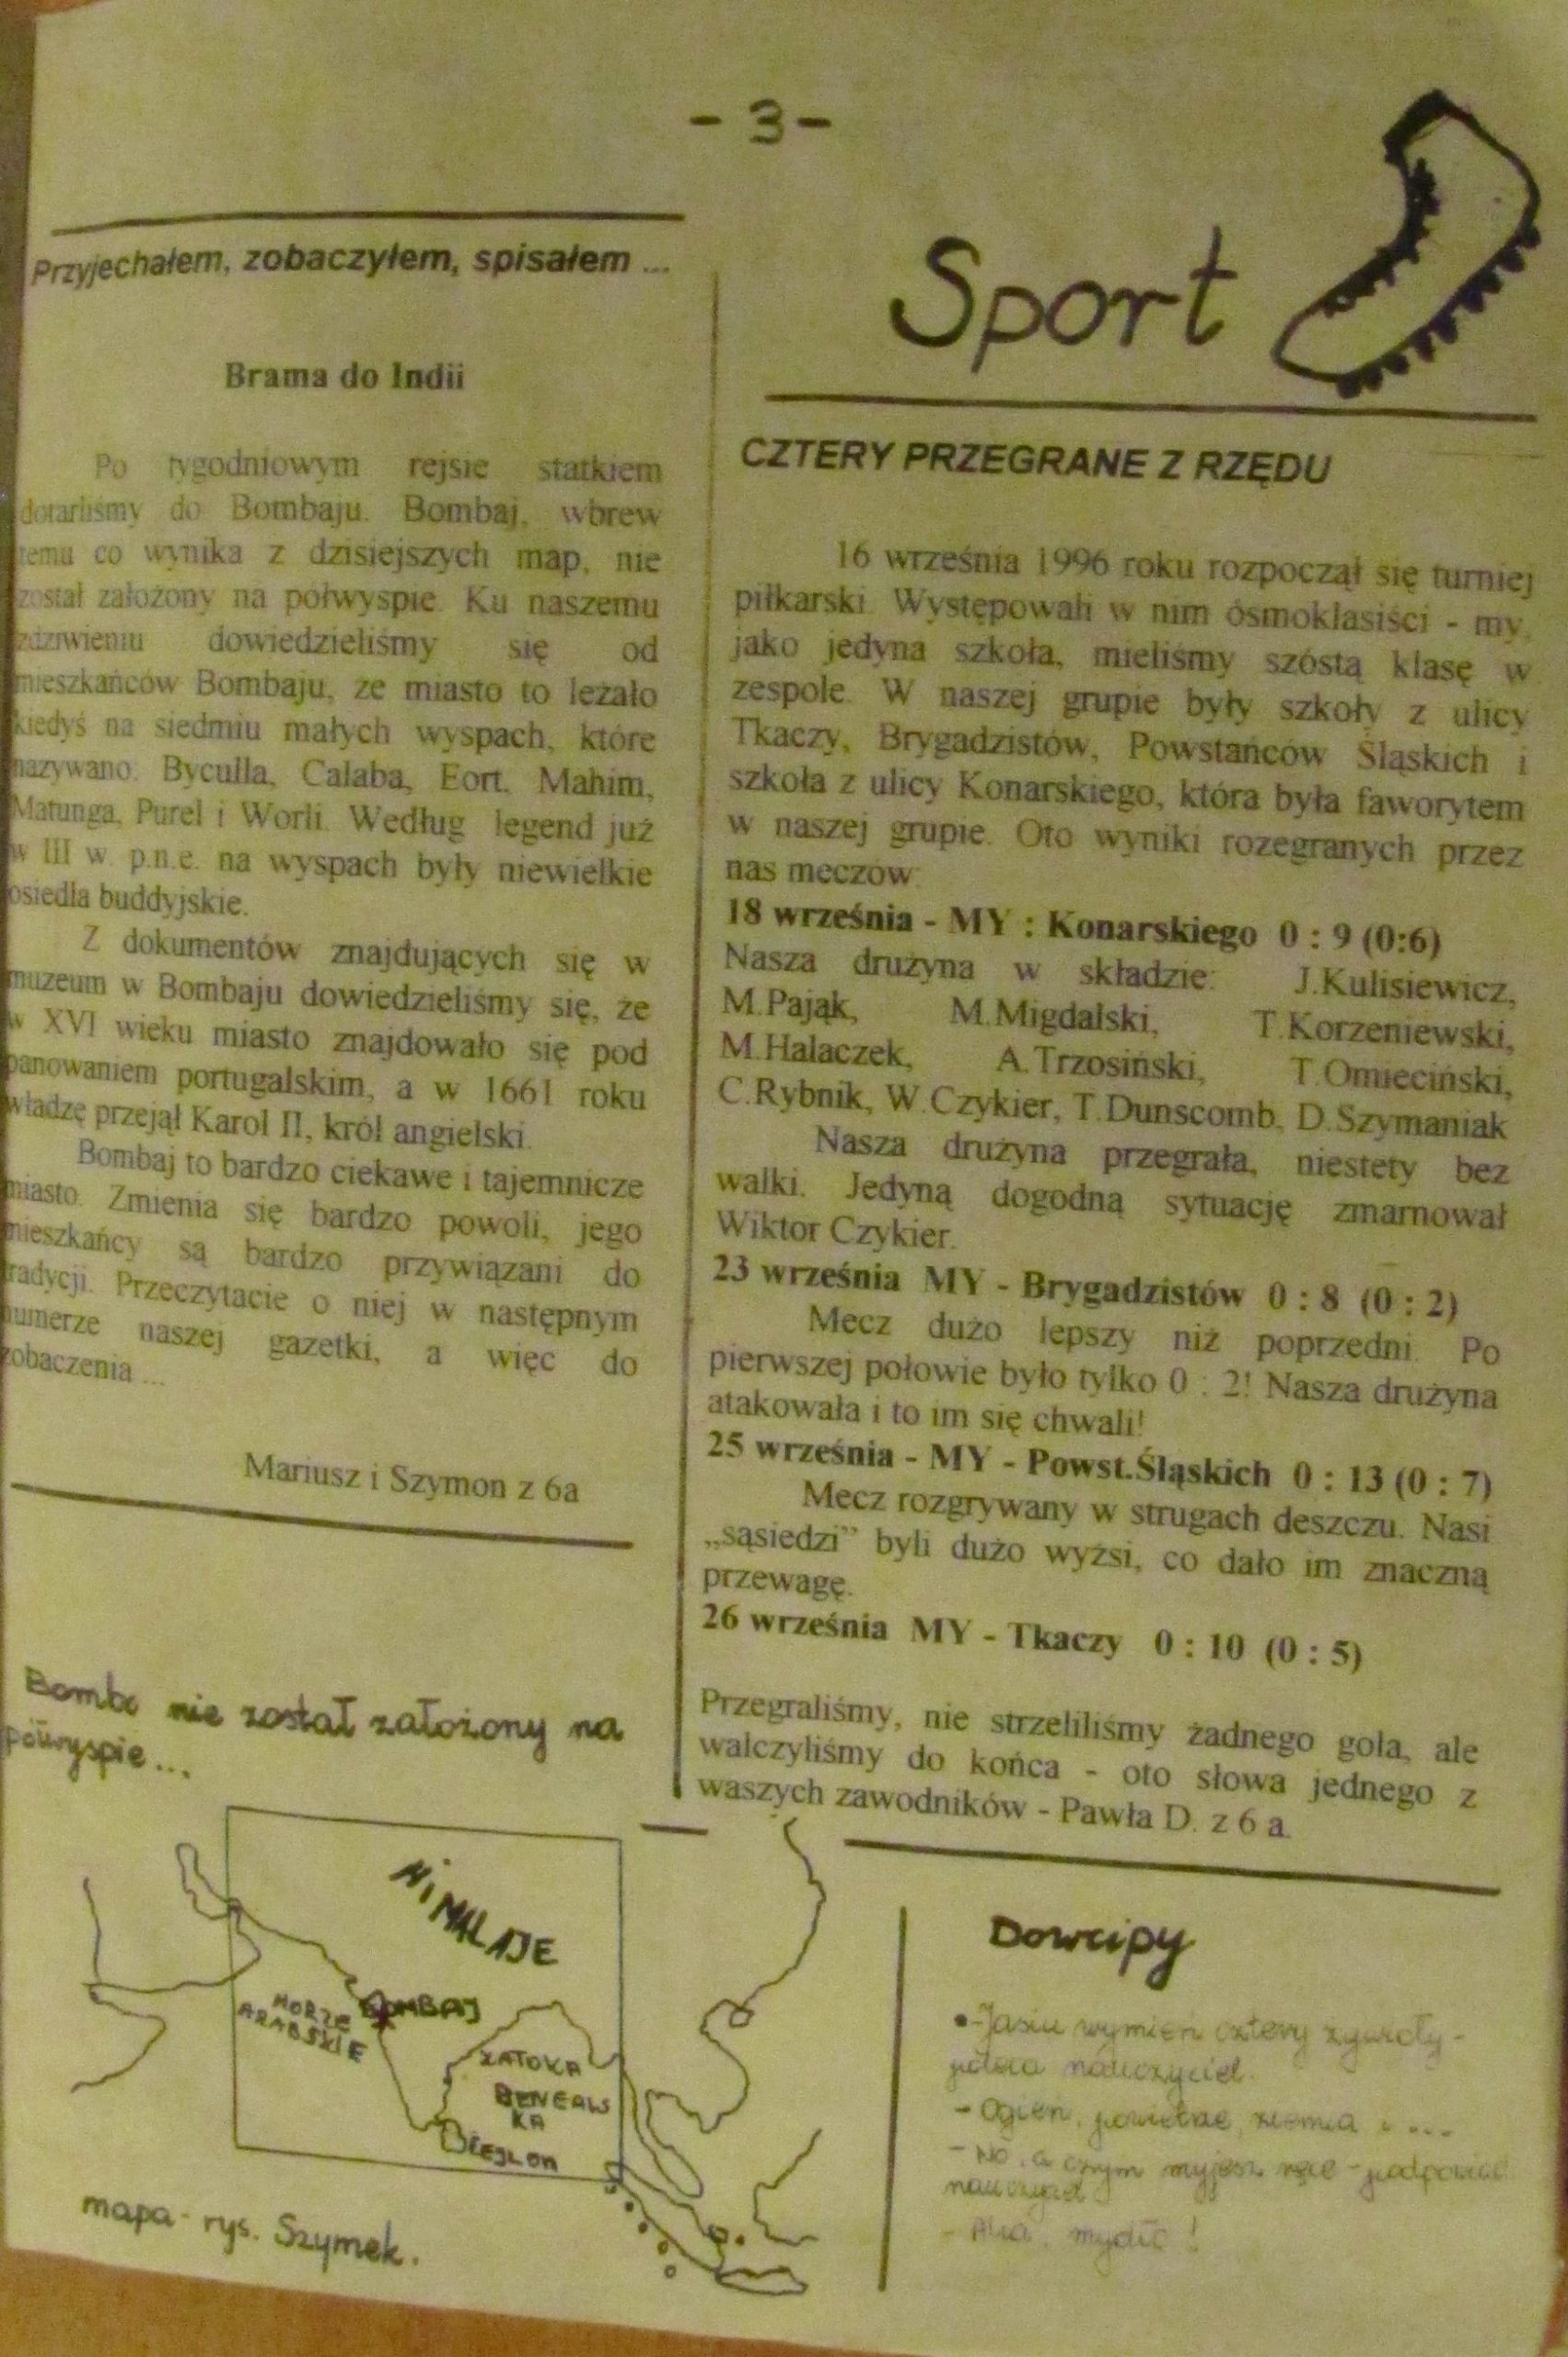 - 3 -
Przyjechałem, zobaczyłem, spisałem ...
Brama do Indii
Po tygodniowym rejsie statkiem
dotarliśmy do Bombaju. Bombaj, wbrew
temu co wynika z dzisiejszych map, nie
został założony na półwyspie. Ku naszemu
zdziwieniu dowiedzieliśmy się od
mieszkańców Bombaju, że miasto to leżało
kiedyś na siedmiu małych wyspach, które
nazywano: Byculla, Calaba, Eort, Mahim,
Matunga, Purel i Worli. Według legend już
w III w. p.n.e. na wyspach były niewielkie
osiedla buddyjskie.
Z dokumentów znajdujących się w
muzeum w Bombaju dowiedzieliśmy się, że
w XVI wieku miasto znajdowało się pod
panowaniem portugalskim, a w 1661 roku
władzę przejął Karol II, król angielski.
Bombaj to bardzo ciekawe i tajemnicze
miasto. Zmienia się bardzo powoli, jego
mieszkańcy są bardzo przywiązani do
tradycji. Przeczytacie o niej w następnym
numerze naszej gazetki, a więc do
zobaczenia ...
Mariusz i Szymon z 6a
nie został założony na
półwyspie...
HIMALAJE
MORZE
ARABSKIE
BOMBAJ
ZATOKA
BENGALS
KA
CEJLON
mapa - rys. Szymek.
Sport
CZTERY PRZEGRANE Z RZĘDU
16 września 1996 roku rozpoczął się turniej
piłkarski. Występowali w nim ósmoklasiści - my,
jako jedyna szkoła, mieliśmy szóstą klasę w
zespole. W naszej grupie były szkoły z ulicy
Tkaczy, Brygadzistów, Powstańców Śląskich i
szkoła z ulicy Konarskiego, która była faworytem
w naszej grupie. Oto wyniki rozegranych przez
nas meczów:
18 września - MY : Konarskiego 0 : 9 (0:6)
Nasza drużyna w składzie: J.Kulisiewicz,
M.Pająk, M.Migdalski, T.Korzeniewski,
M.Halaczek, A.Trzosiński, T.Omieciński,
C.Rybnik, W.Czykier, T.Dunscomb, D.Szymaniak
Nasza drużyna przegrała, niestety bez
walki. Jedyną dogodną sytuację zmarnował
Wiktor Czykier.
23 września MY - Brygadzistów 0 : 8 (0 : 2)
Mecz dużo lepszy niż poprzedni. Po
pierwszej połowie było tylko 0 : 2! Nasza drużyna
atakowała i to im się chwali!
25 września - MY - Powst.Śląskich 0 : 13 (0 : 7)
Mecz rozgrywany w strugach deszczu. Nasi
„sąsiedzi” byli dużo wyżsi, co dało im znaczną
przewagę.
26 września MY - Tkaczy 0 : 10 (0 : 5)
Przegraliśmy, nie strzeliliśmy żadnego gola, ale
walczyliśmy do końca - oto słowa jednego z
waszych zawodników - Pawła D. z 6 a.
Dowcipy
• - Jasiu wymień cztery żywioły -
nauczyciel.
- Ogień, powietrze, ziemia i ...
- No, a czym myjesz ręce -
nauczyciel
- Aha, mydło !